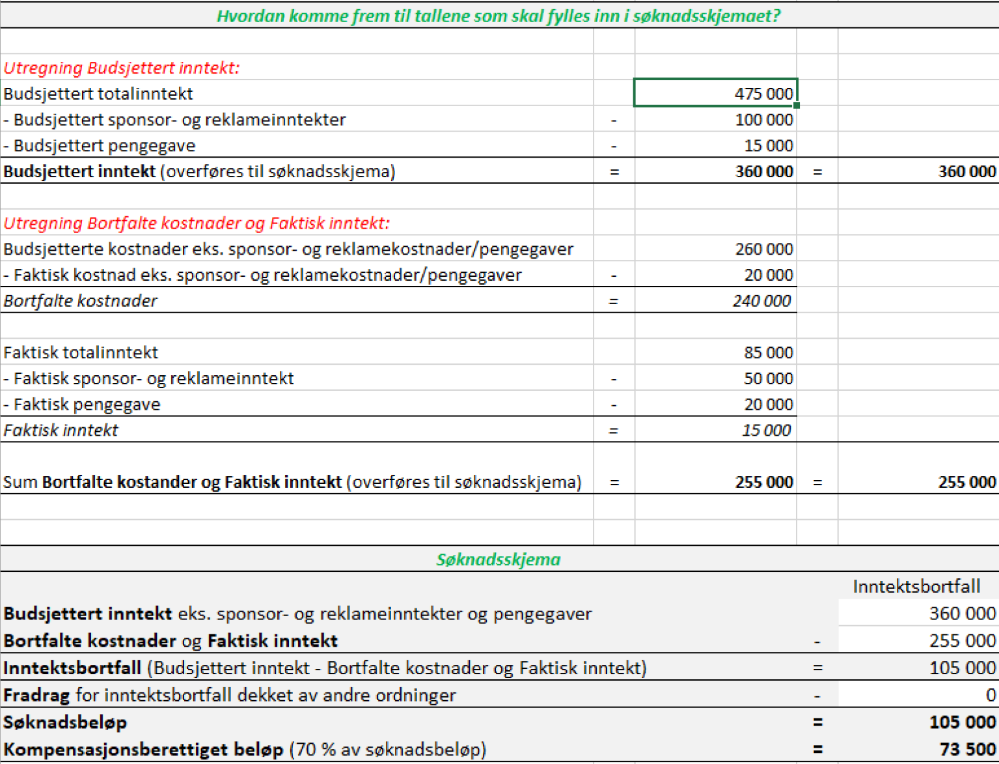 Hvordan komme frem til tallene som skal fylles inn i søknadsskjemaet?
Utregning Budsjettert inntekt:
Budsjettert totalinntekt 475 000
- Budsjettert sponsor- og reklameinntekter - 100 000
- Budsjettert pengegave - 15 000
Budsjettert inntekt (overføres til søknadsskjema) = 360 000 = 360 000
Utregning Bortfalte kostnader og Faktisk inntekt:
Budsjetterte kostnader eks. sponsor- og reklamekostnader/pengegaver 260 000
- Faktisk kostnad eks. sponsor- og reklamekostnader/pengegaver - 20 000
Bortfalte kostnader = 240 000
Faktisk totalinntekt 85 000
- Faktisk sponsor- og reklameinntekt - 50 000
- Faktisk pengegave - 20 000
Faktisk inntekt = 15 000
Sum Bortfalte kostander og Faktisk inntekt (overføres til søknadsskjema) = 255 000 = 255 000
Søknadsskjema
Inntektsbortfall
Budsjettert inntekt eks. sponsor- og reklameinntekter og pengegaver 360 000
Bortfalte kostnader og Faktisk inntekt - 255 000
Inntektsbortfall (Budsjettert inntekt - Bortfalte kostnader og Faktisk inntekt) = 105 000
Fradrag for inntektsbortfall dekket av andre ordninger - 0
Søknadsbeløp = 105 000
Kompensasjonsberettiget beløp (70 % av søknadsbeløp) = 73 500